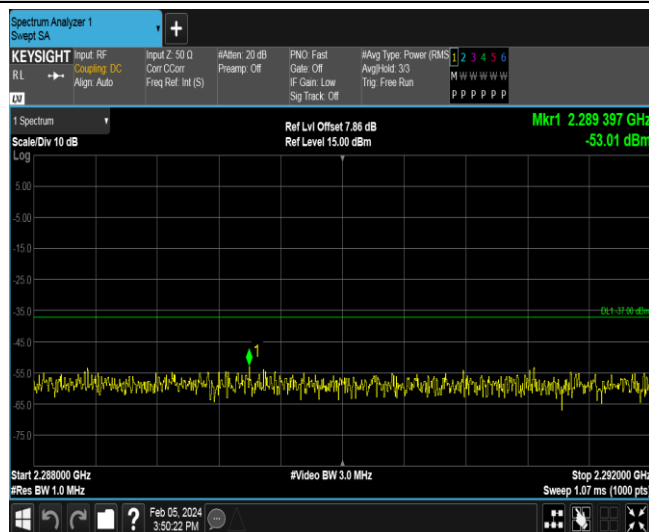 Spectrum Analyzer 1
Swept SA
KEYSIGHT
RL
LXI
Input: RF
Coupling: DC
Align: Auto
Input Z: 50 Ω
Corr CCorr
Freq Ref: Int (S)
#Atten: 20 dB
Preamp: Off
PNO: Fast
Gate: Off
IF Gain: Low
Sig Track: Off
#Avg Type: Power (RMS
Avg|Hold: 3/3
Trig: Free Run
1 2 3 4 5 6
M W W W W W
P P P P P P
1 Spectrum
Scale/Div 10 dB
Log
Ref Lvl Offset 7.86 dB
Ref Level 15.00 dBm
Mkr1 2.289 397 GHz
-53.01 dBm
5.00
-5.00
-15.0
-25.0
-35.0
DL1 -37.00 dBm
-45.0
1
-55.0
-65.0
-75.0
Start 2.288000 GHz
#Video BW 3.0 MHz
Stop 2.292000 GHz
#Res BW 1.0 MHz
Sweep 1.07 ms (1000 pts)
?
Feb 05, 2024
3:50:22 PM